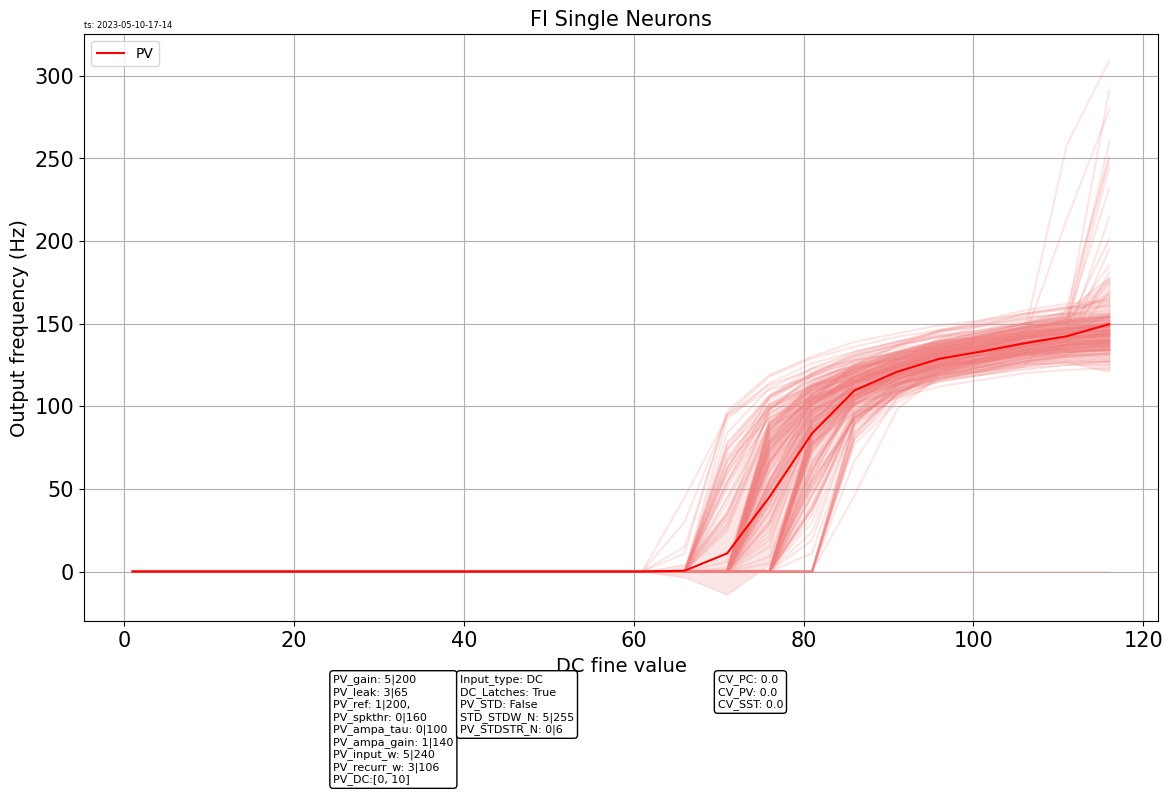 FI Single Neurons
ts: 2023-05-10-17-14
PV
300
250
200
150
100
50
0
Output frequency (Hz)
0 20 40 60 80 100 120
DC fine value
PV_gain: 5|200
PV_leak: 3|65
PV_ref: 1|200,
PV_spkthr: 0|160
PV_ampa_tau: 0|100
PV_ampa_gain: 1|140
PV_input_w: 5|240
PV_recurr_w: 3|106
PV_DC:[0, 10]
Input_type: DC
DC_Latches: True
PV_STD: False
STD_STDW_N: 5|255
PV_STDSTR_N: 0|6
CV_PC: 0.0
CV_PV: 0.0
CV_SST: 0.0